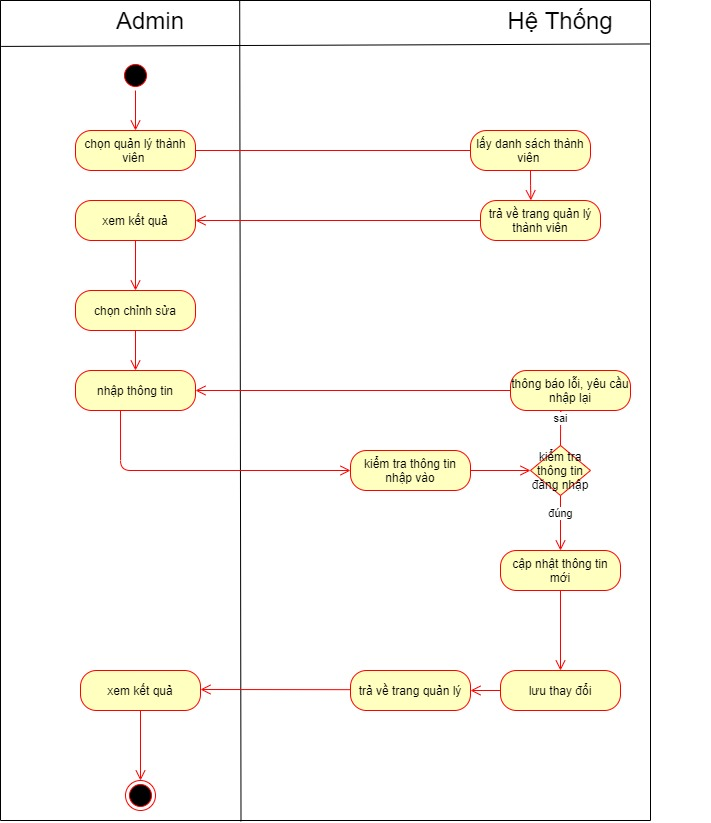 Admin
Hệ Thống
chọn quản lý thành
viên
lấy danh sách thành
viên
xem kết quả
trả về trang quản lý
thành viên
chọn chỉnh sửa
nhập thông tin
thông báo lỗi, yêu cầu
nhập lại
sai
kiểm tra thông tin
nhập vào
kiểm tra
thông tin
đăng nhập
đúng
cập nhật thông tin
mới
xem kết quả
trả về trang quản lý
lưu thay đổi